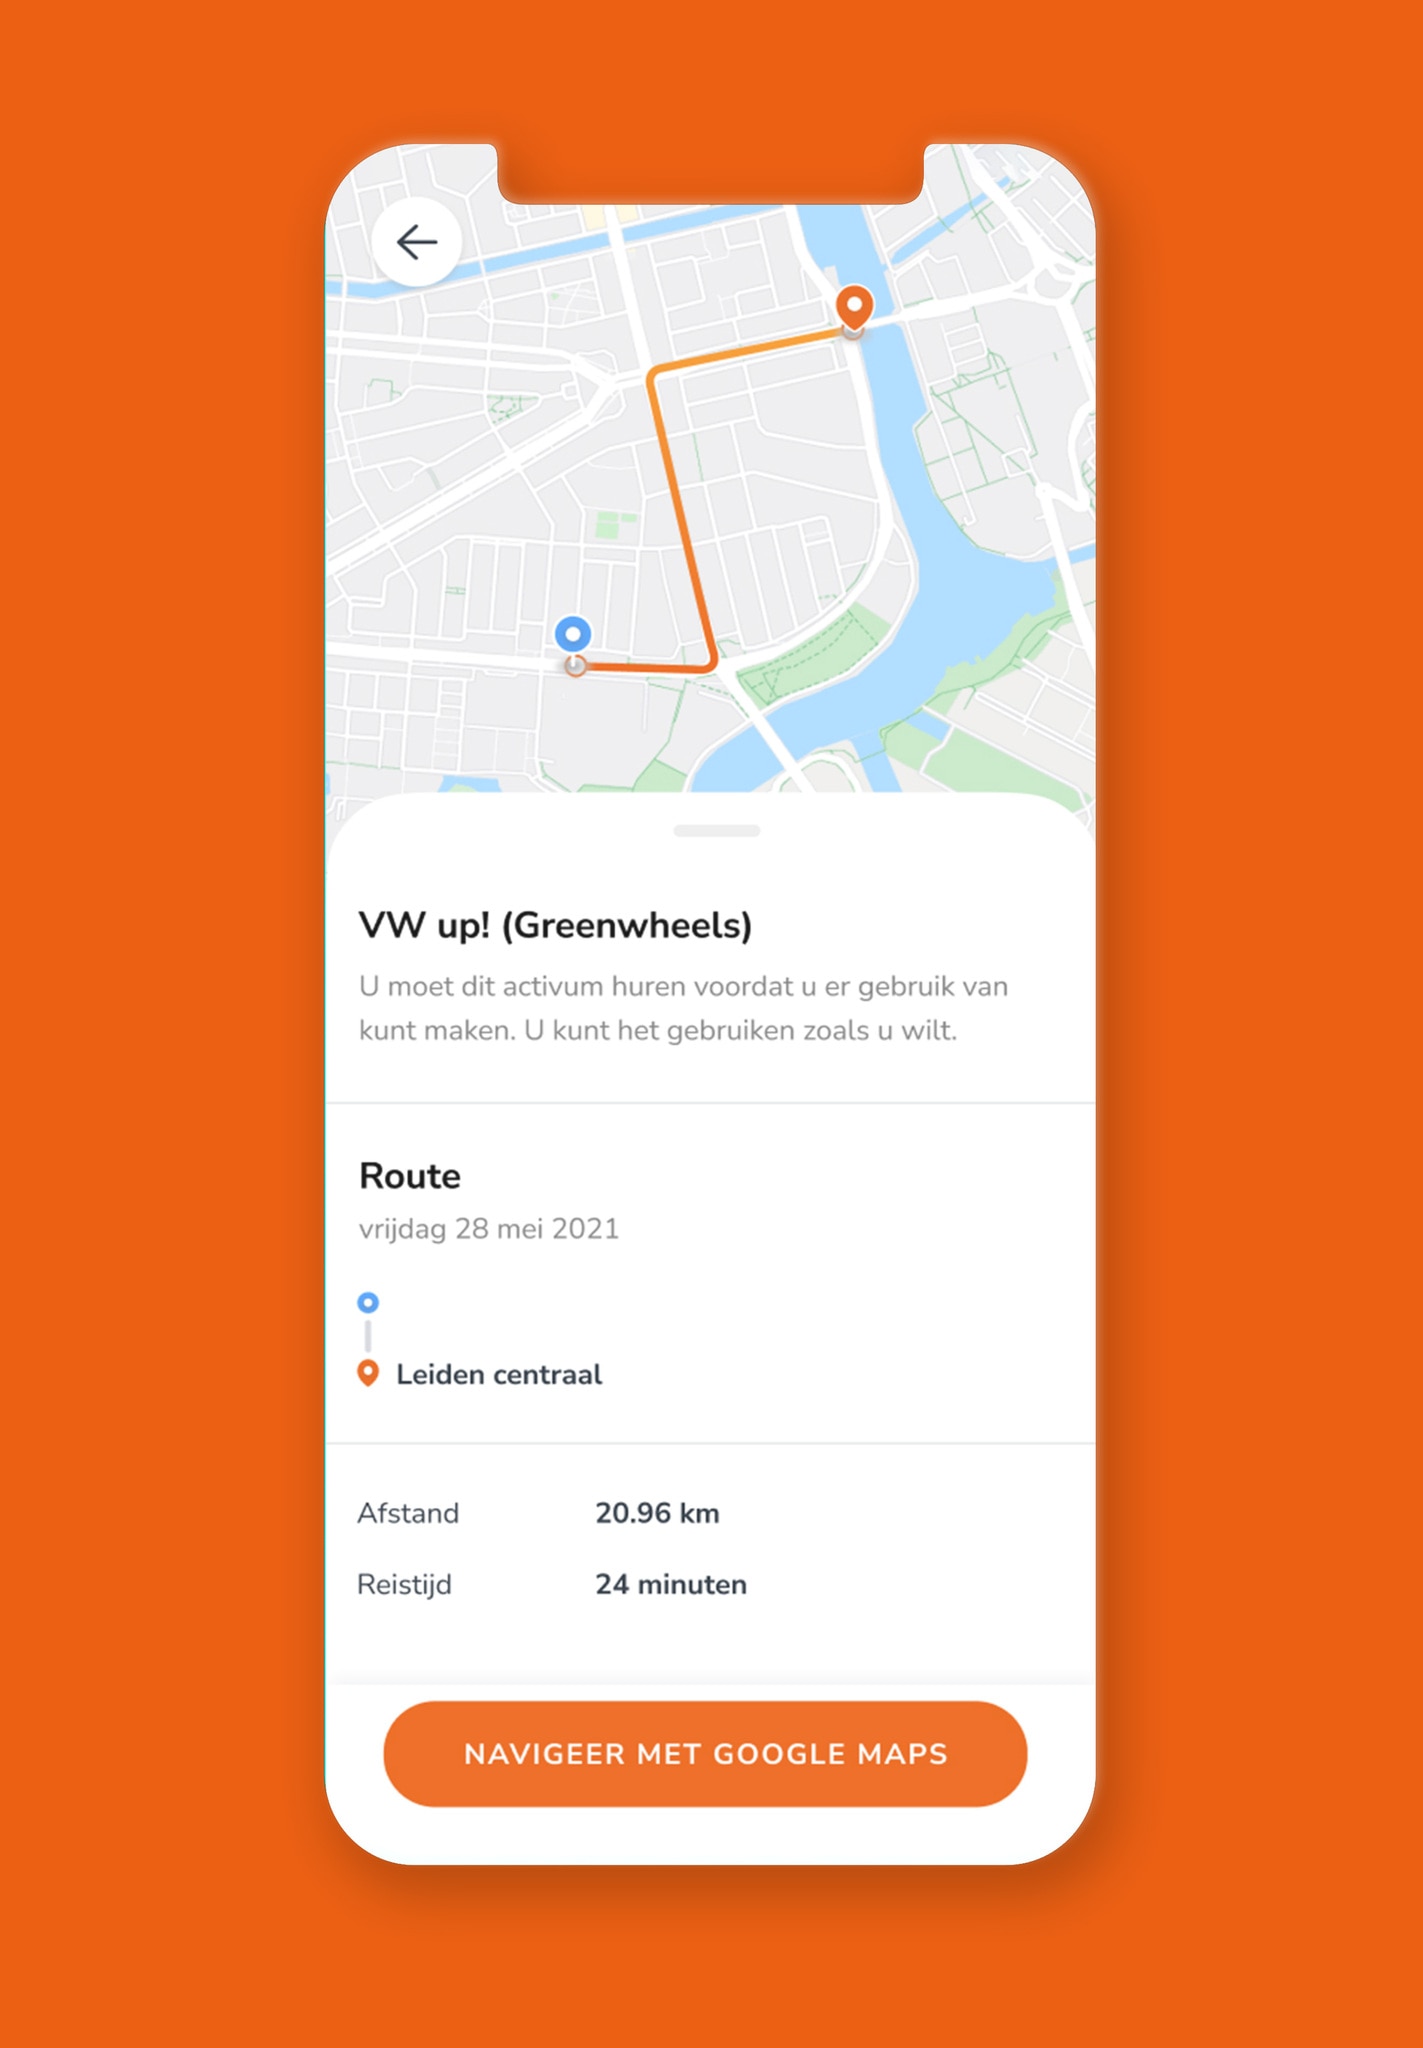 VW up! (Greenwheels)
U moet dit activum huren voordat u er gebruik van
kunt maken. U kunt het gebruiken zoals u wilt.
Route
vrijdag 28 mei 2021
Leiden centraal
Afstand 20.96 km
Reistijd 24 minuten
NAVIGEER MET GOOGLE MAPS